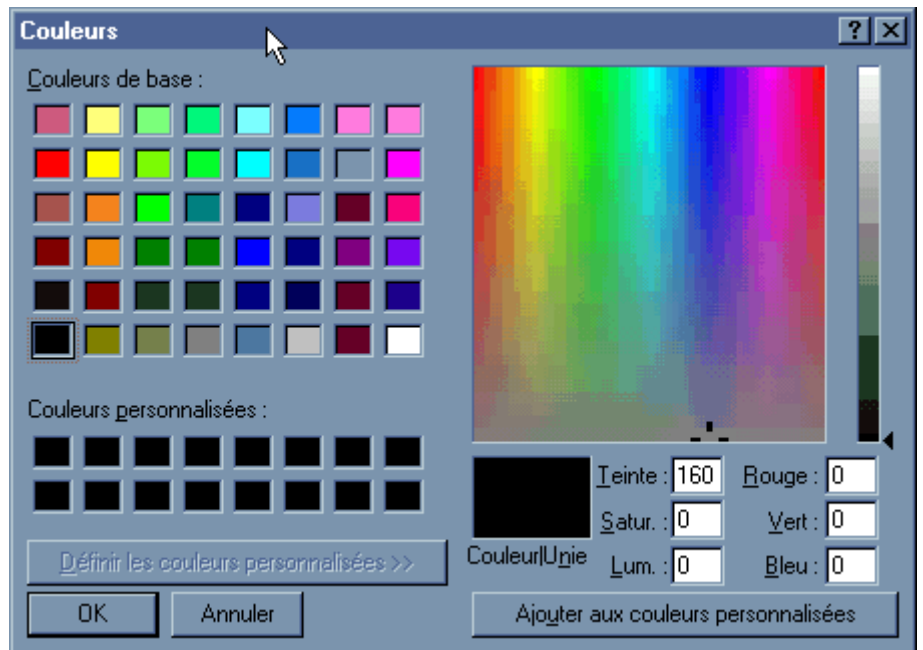 Couleurs
Couleurs de base :
Couleurs personnalisées :
Définir les couleurs personnalisées >>
OK Annuler
Teinte : 160 Rouge : 0
Satur. : 0 Vert : 0
Couleur|Unie Lum. : 0 Bleu : 0
Ajouter aux couleurs personnalisées